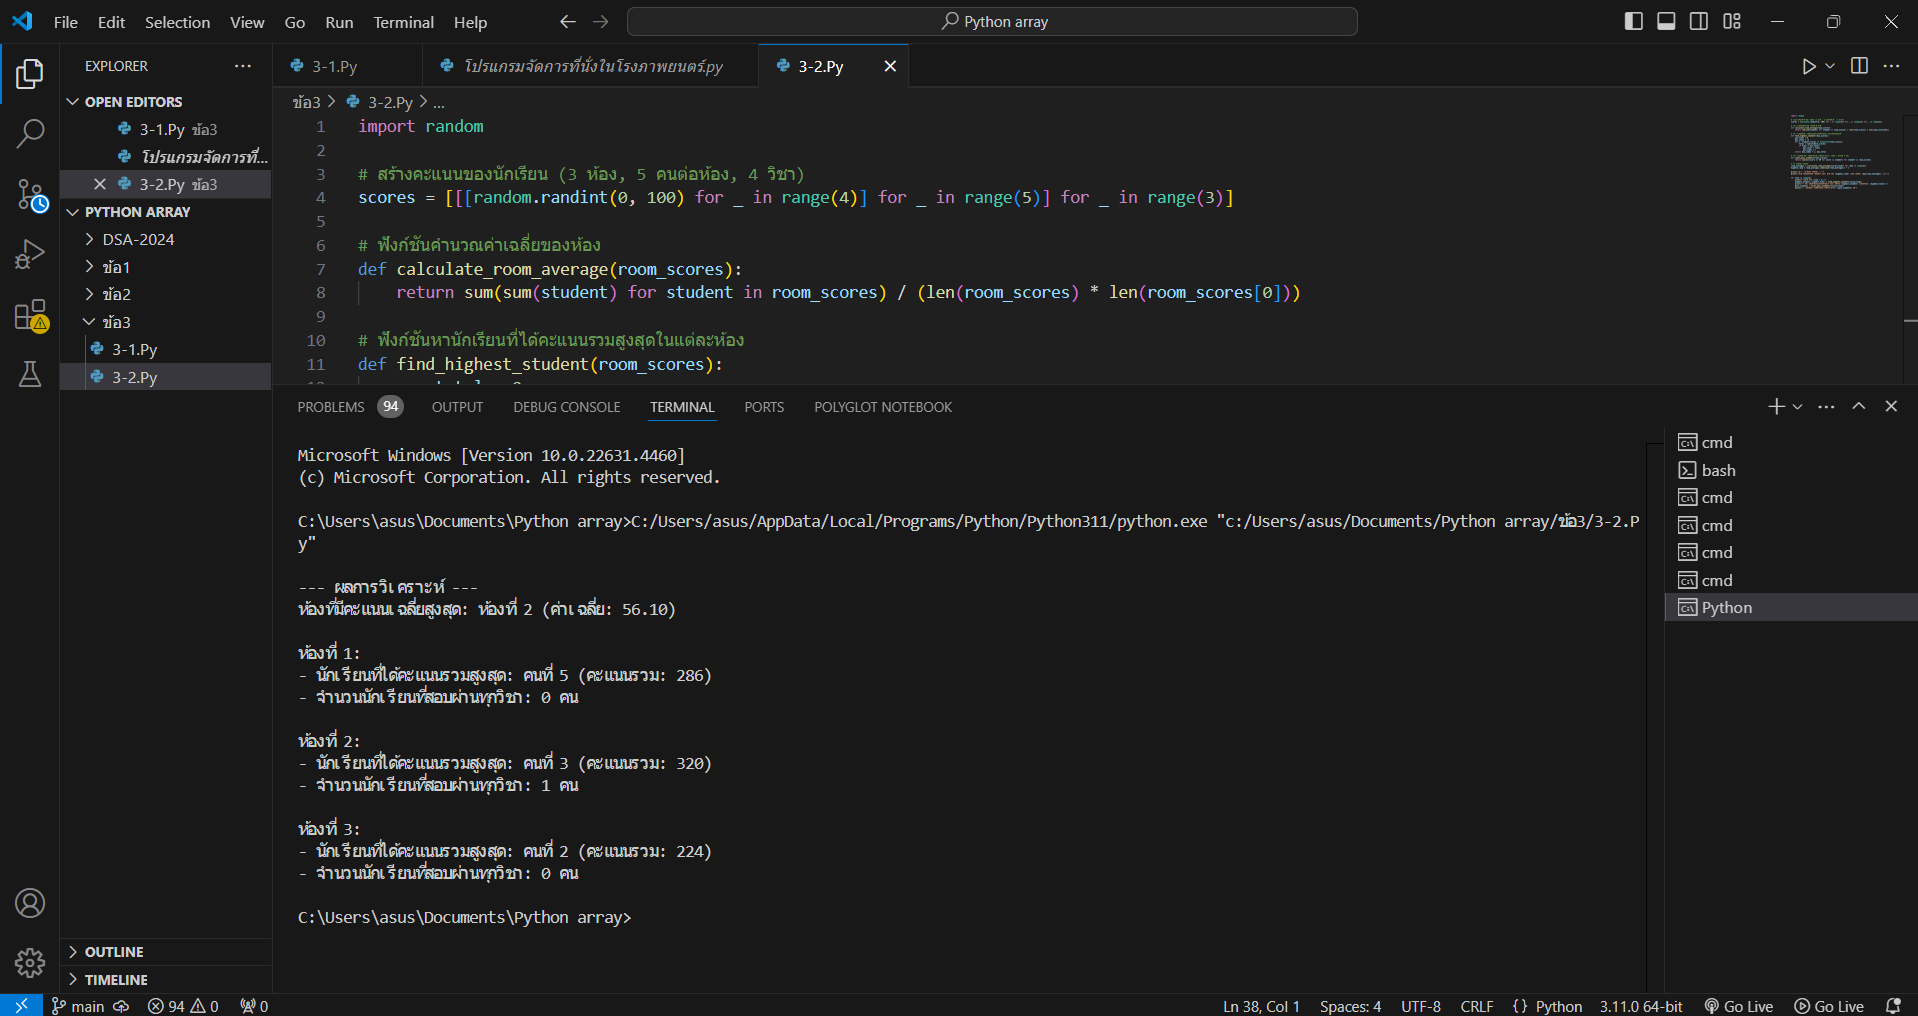 File Edit Selection View Go Run Terminal Help
Python array
EXPLORER
OPEN EDITORS
3-1.Py ข้อ3
โปรแกรมจัดการที่...
3-2.Py ข้อ3
PYTHON ARRAY
DSA-2024
ข้อ1
ข้อ2
ข้อ3
3-1.Py
3-2.Py
OUTLINE
TIMELINE
3-1.Py
โปรแกรมจัดการที่นั่งในโรงภาพยนตร์.py
3-2.Py
ข้อ3 > 3-2.Py > ...
1 import random
2
3 # สร้างคะแนนของนักเรียน (3 ห้อง, 5 คนต่อห้อง, 4 วิชา)
4 scores = [[[random.randint(0, 100) for _ in range(4)] for _ in range(5)] for _ in range(3)]
5
6 # ฟังก์ชันคำนวณค่าเฉลี่ยของห้อง
7 def calculate_room_average(room_scores):
8 return sum(sum(student) for student in room_scores) / (len(room_scores) * len(room_scores[0]))
9
10 # ฟังก์ชันหานักเรียนที่ได้คะแนนรวมสูงสุดในแต่ละห้อง
11 def find_highest_student(room_scores):
PROBLEMS 94 OUTPUT DEBUG CONSOLE TERMINAL PORTS POLYGLOT NOTEBOOK
Microsoft Windows [Version 10.0.22631.4460]
(c) Microsoft Corporation. All rights reserved.
C:\Users\asus\Documents\Python array>C:/Users/asus/AppData/Local/Programs/Python/Python311/python.exe "c:/Users/asus/Documents/Python array/ข้อ3/3-2.P
y"
--- ผลการวิเคราะห์ ---
ห้องที่มีคะแนนเฉลี่ยสูงสุด: ห้องที่ 2 (ค่าเฉลี่ย: 56.10)
ห้องที่ 1:
- นักเรียนที่ได้คะแนนรวมสูงสุด: คนที่ 5 (คะแนนรวม: 286)
- จำนวนนักเรียนที่สอบผ่านทุกวิชา: 0 คน
ห้องที่ 2:
- นักเรียนที่ได้คะแนนรวมสูงสุด: คนที่ 3 (คะแนนรวม: 320)
- จำนวนนักเรียนที่สอบผ่านทุกวิชา: 1 คน
ห้องที่ 3:
- นักเรียนที่ได้คะแนนรวมสูงสุด: คนที่ 2 (คะแนนรวม: 224)
- จำนวนนักเรียนที่สอบผ่านทุกวิชา: 0 คน
C:\Users\asus\Documents\Python array>
cmd
bash
cmd
cmd
cmd
cmd
Python
main 94 0 0 Ln 38, Col 1 Spaces: 4 UTF-8 CRLF {} Python 3.11.0 64-bit Go Live Go Live